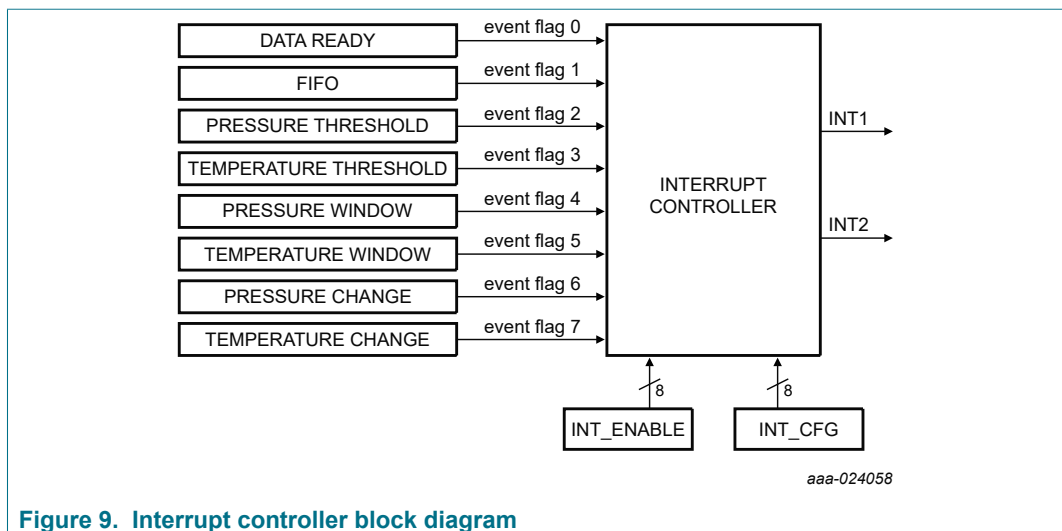 DATA READY
event flag 0
FIFO
event flag 1
PRESSURE THRESHOLD
event flag 2
TEMPERATURE THRESHOLD
event flag 3
PRESSURE WINDOW
event flag 4
TEMPERATURE WINDOW
event flag 5
PRESSURE CHANGE
event flag 6
TEMPERATURE CHANGE
event flag 7
INTERRUPT
CONTROLLER
INT1
INT2
8
8
INT_ENABLE
INT_CFG
aaa-024058
Figure 9. Interrupt controller block diagram